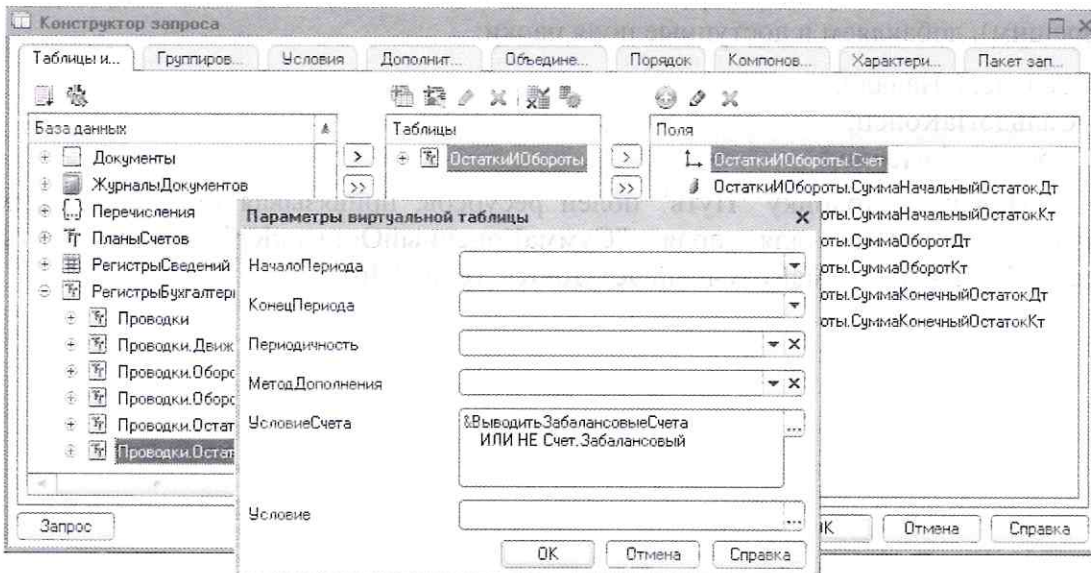 Конструктор запроса
Таблицы и...
Группиров...
Условия
Дополнит...
Объедине...
Порядок
Компонов...
Характери...
Пакет зап...
База данных
Таблицы
Поля
Документы
ЖурналыДокументов
Перечисления
ПланыСчетов
РегистрыСведений
РегистрыБухгалтери
Проводки
Проводки.Движ
Проводки.Оборо
Проводки.Оборо
Проводки.Остат
Проводки.Остат
ОстаткиИОбороты
ОстаткиИОбороты.Счет
ОстаткиИОбороты.СуммаНачальныйОстатокДт
оты.СуммаНачальныйОстатокКт
оты.СуммаОборотДт
оты.СуммаОборотКт
оты.СуммаКонечныйОстатокДт
оты.СуммаКонечныйОстатокКт
Параметры виртуальной таблицы
НачалоПериода
КонецПериода
Периодичность
МетодДополнения
УсловиеСчета
&ВыводитьЗабалансовыеСчета
ИЛИ НЕ Счет.Забалансовый
Условие
OK
Отмена
Справка
Запрос
Отмена
Справка